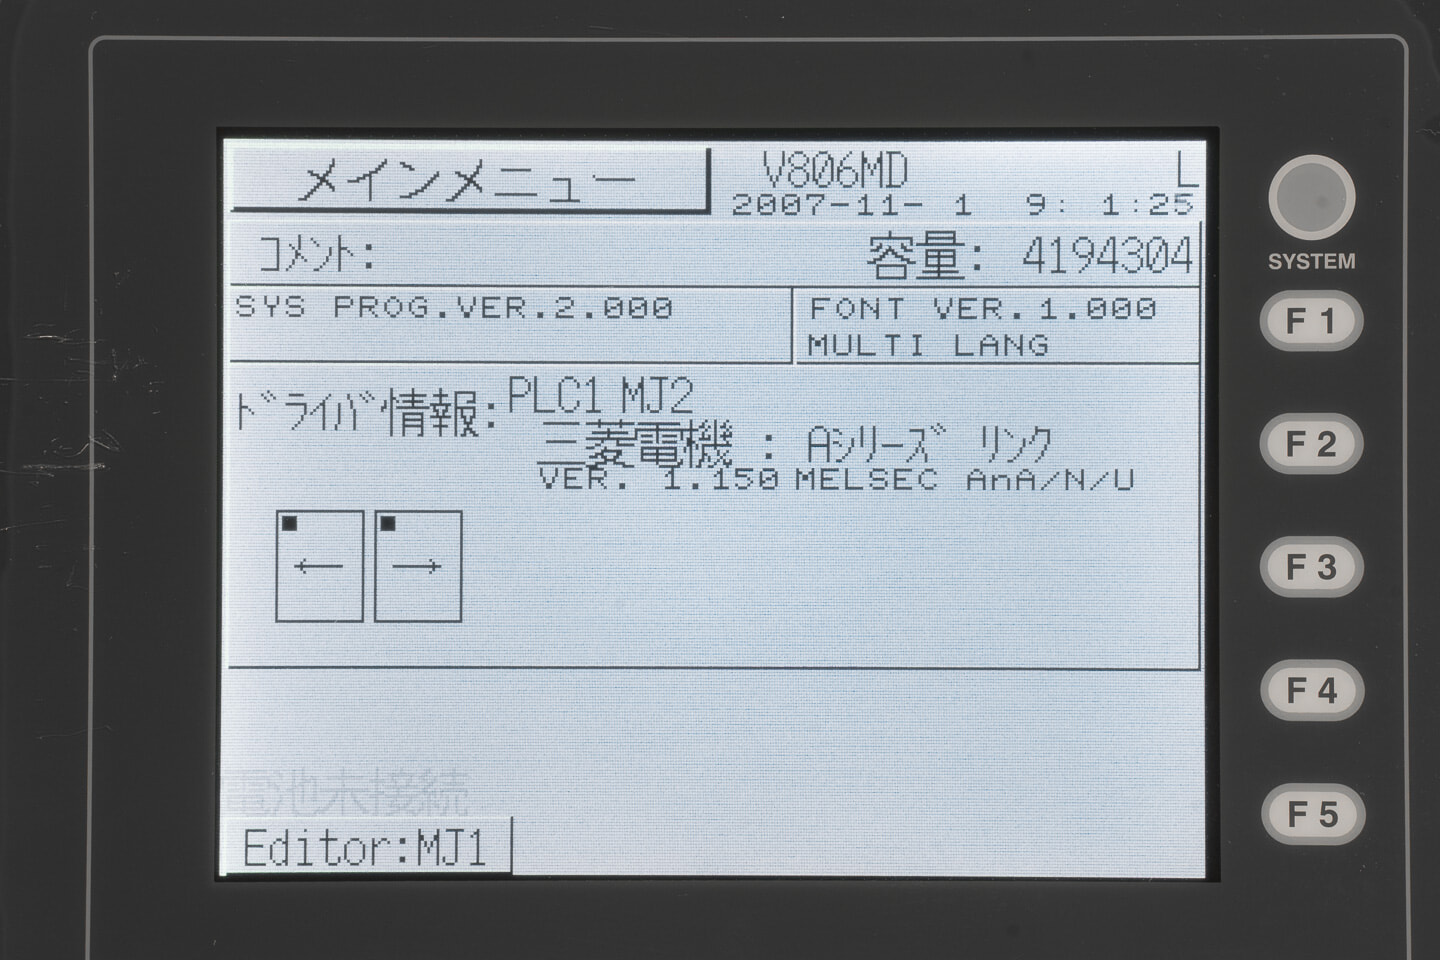 メインメニュー
V806MD L
2007-11- 1 9: 1:25
コメント:
容量: 4194304
SYS PROG.VER.2.000
FONT VER.1.000
MULTI LANG
ドライバ情報:
PLC1 MJ2
三菱電機 : Aシリーズ リンク
VER. 1.150 MELSEC AnA/N/U
←
→
電池未接続
Editor:MJ1
SYSTEM
F1
F2
F3
F4
F5